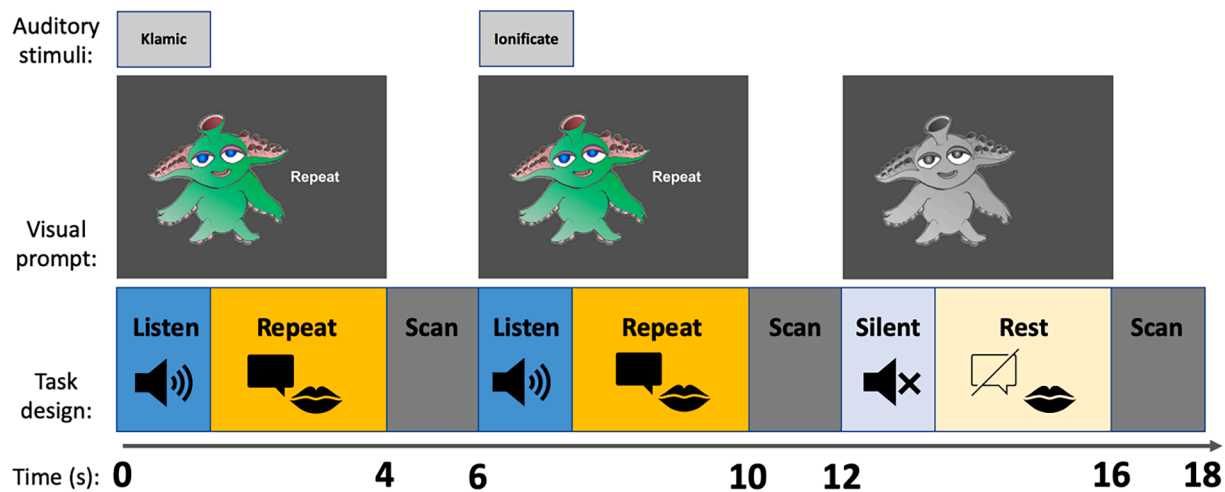 Auditory
stimuli:
Klamic
Ionificate
Visual
prompt:
Repeat
Repeat
Task
design:
Listen
Repeat
Scan
Listen
Repeat
Scan
Silent
Rest
Scan
Time (s): 0 4 6 10 12 16 18